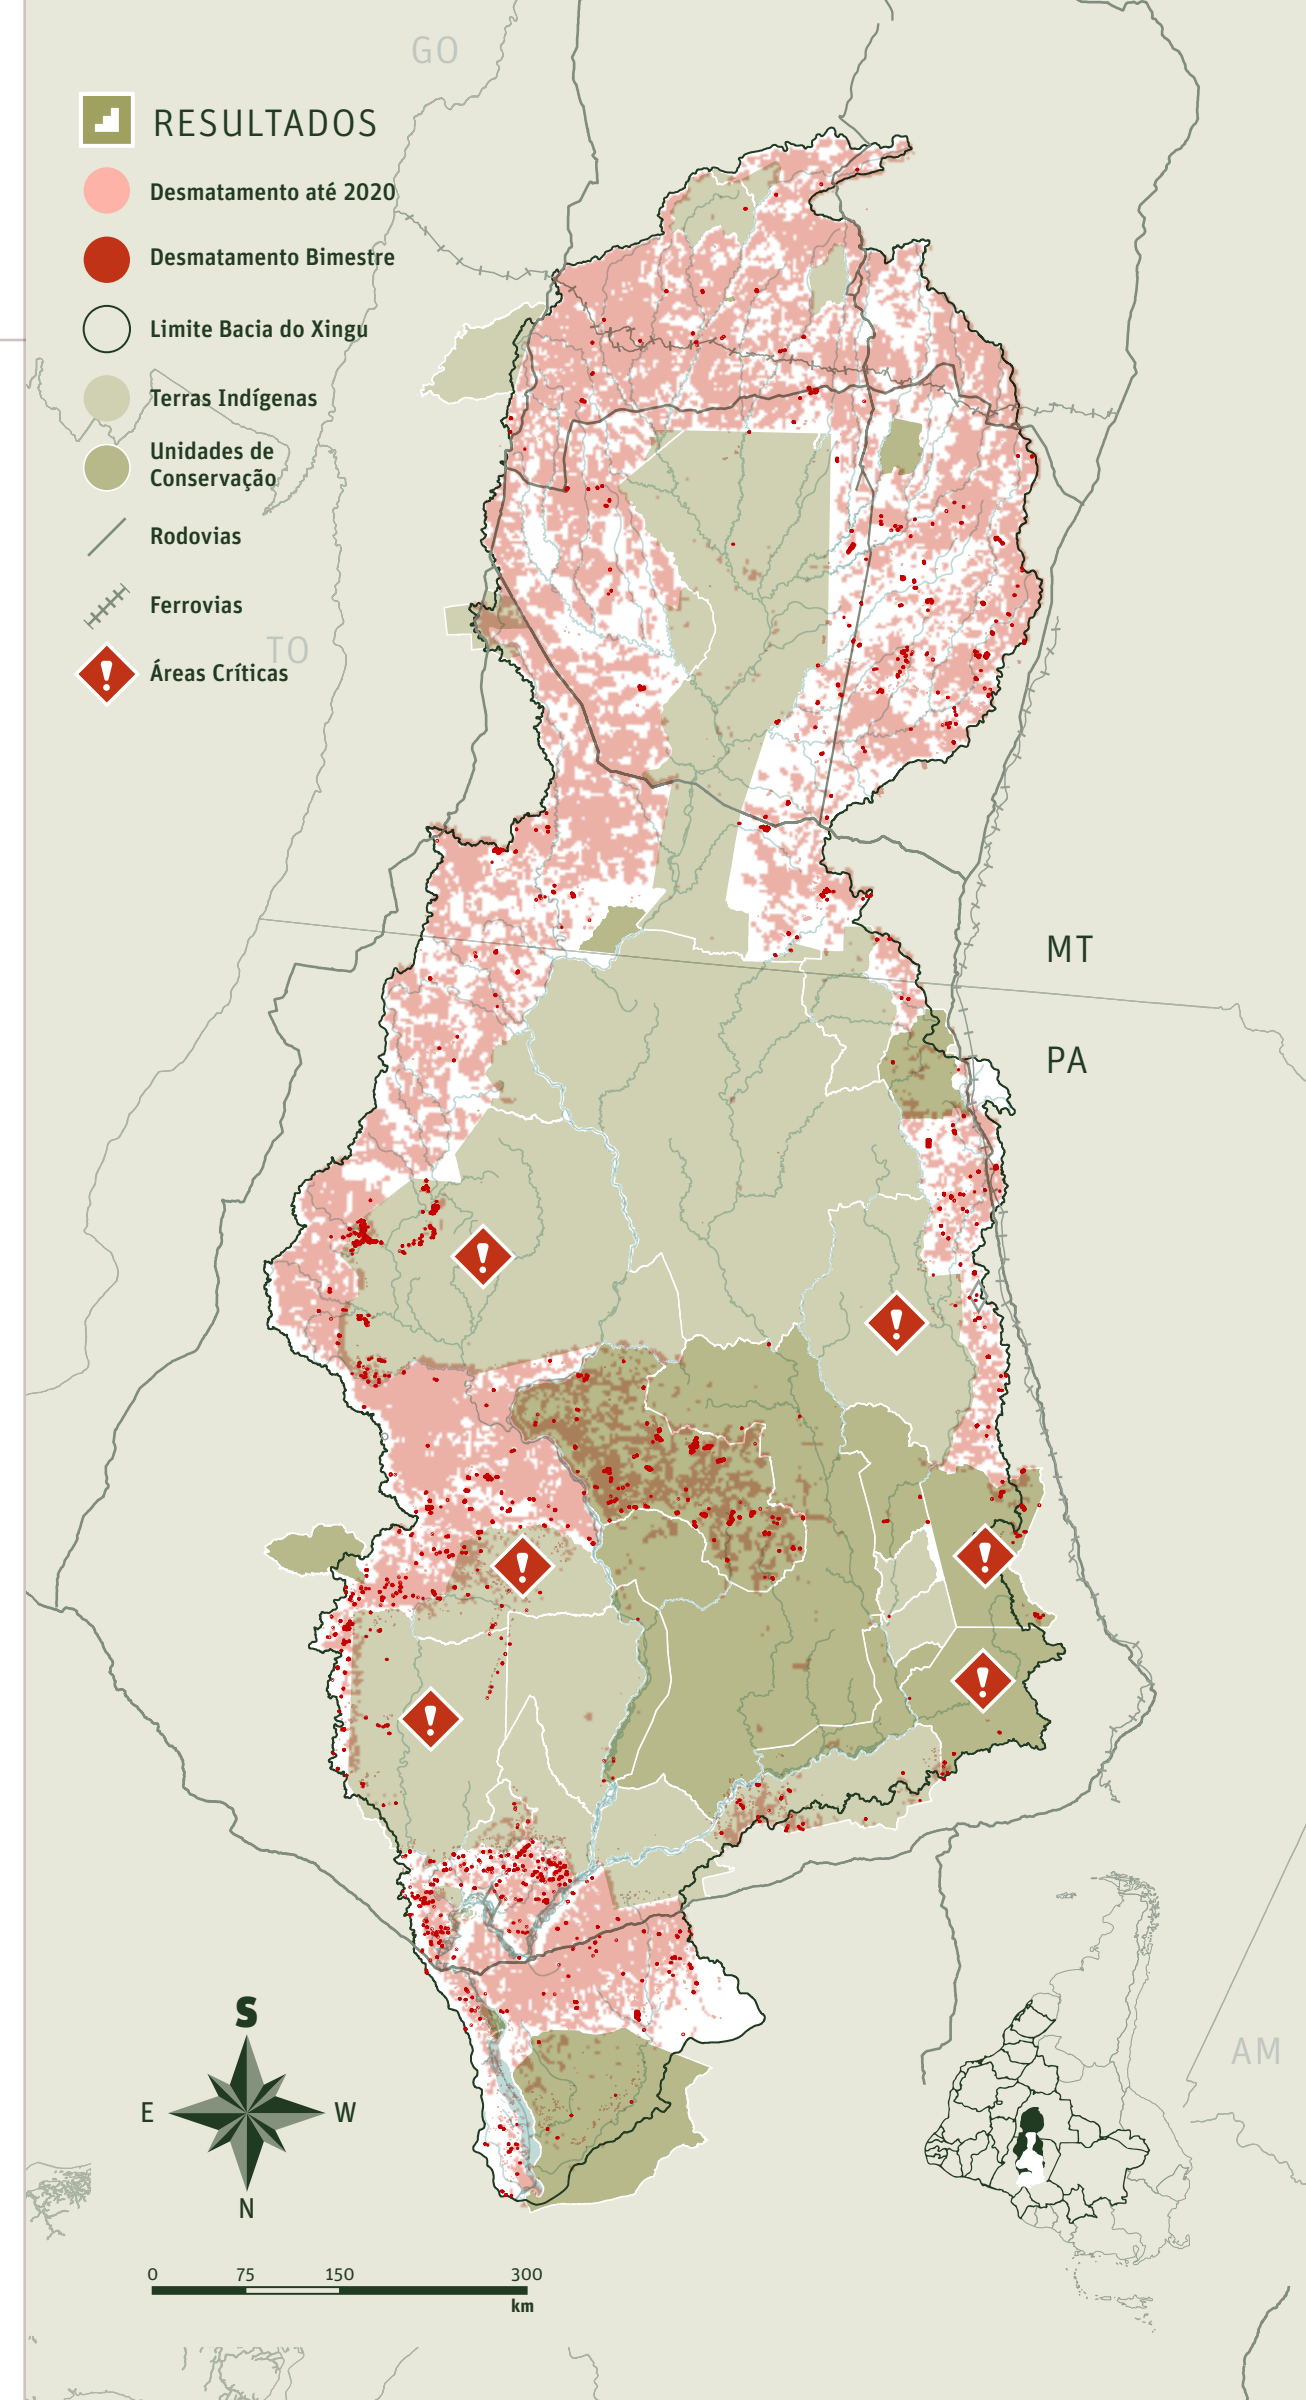 GO
RESULTADOS
Desmatamento até 2020
Desmatamento Bimestre
Limite Bacia do Xingu
Terras Indígenas
Unidades de
Conservação
Rodovias
Ferrovias
TO
Áreas Críticas
MT
PA
S
E
W
N
AM
0 75 150 300
km